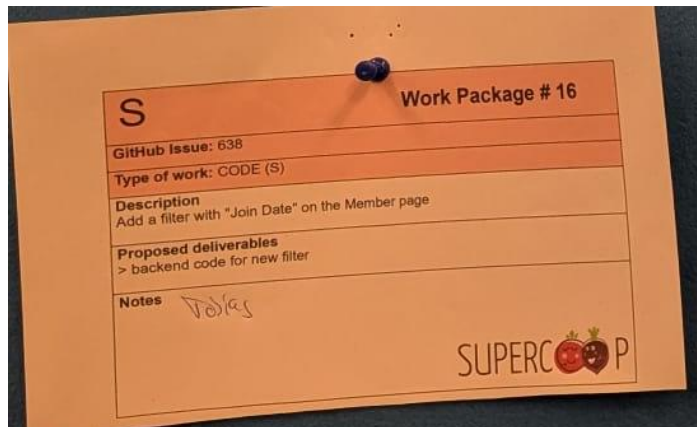 S
Work Package # 16
GitHub Issue: 638
Type of work: CODE (S)
Description
Add a filter with "Join Date" on the Member page
Proposed deliverables
> backend code for new filter
Notes Tobias
SUPERCOOP